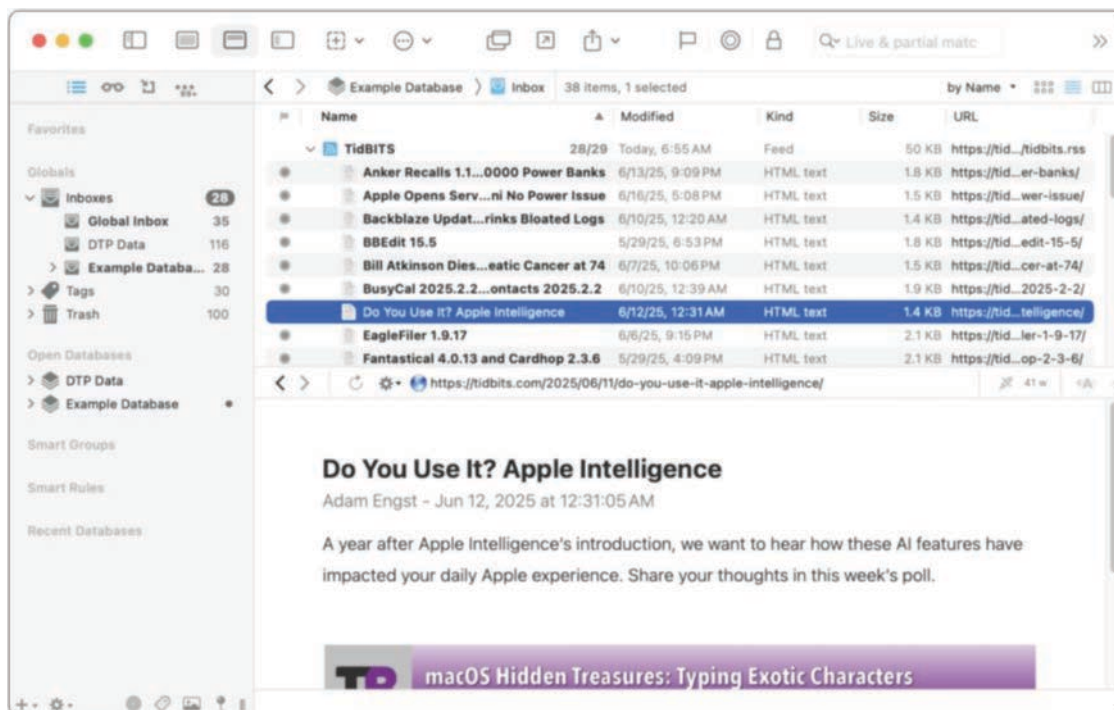 Live & partial matc
Example Database Inbox 38 items, 1 selected by Name
Name Modified Kind Size URL
Favorites
Globals
Inboxes 28
Global Inbox 35
DTP Data 116
Example Databa... 28
Tags 30
Trash 100
Open Databases
DTP Data
Example Database
Smart Groups
Smart Rules
Recent Databases
TidBITS 28/29 Today, 6:55 AM Feed 50 KB https://tid.../tidbits.rss
Anker Recalls 1.1...0000 Power Banks 6/13/25, 9:09 PM HTML text 1.8 KB https://tid...er-banks/
Apple Opens Serv...ni No Power Issue 6/16/25, 5:08 PM HTML text 1.5 KB https://tid...wer-issue/
Backblaze Updat...rinks Bloated Logs 6/10/25, 12:20 AM HTML text 1.4 KB https://tid...ated-logs/
BBEdit 15.5 5/29/25, 6:53 PM HTML text 1.8 KB https://tid...edit-15-5/
Bill Atkinson Dies...eatic Cancer at 74 6/7/25, 10:06 PM HTML text 1.5 KB https://tid...cer-at-74/
BusyCal 2025.2.2...ontacts 2025.2.2 6/10/25, 12:39 AM HTML text 1.9 KB https://tid...2025-2-2/
Do You Use It? Apple Intelligence 6/12/25, 12:31 AM HTML text 1.4 KB https://tid...telligence/
EagleFiler 1.9.17 6/6/25, 9:15 PM HTML text 2.1 KB https://tid...ler-1-9-17/
Fantastical 4.0.13 and Cardhop 2.3.6 5/29/25, 4:09 PM HTML text 2.1 KB https://tid...op-2-3-6/
https://tidbits.com/2025/06/11/do-you-use-it-apple-intelligence/ 41 w
Do You Use It? Apple Intelligence
Adam Engst - Jun 12, 2025 at 12:31:05 AM
A year after Apple Intelligence's introduction, we want to hear how these AI features have
impacted your daily Apple experience. Share your thoughts in this week's poll.
macOS Hidden Treasures: Typing Exotic Characters